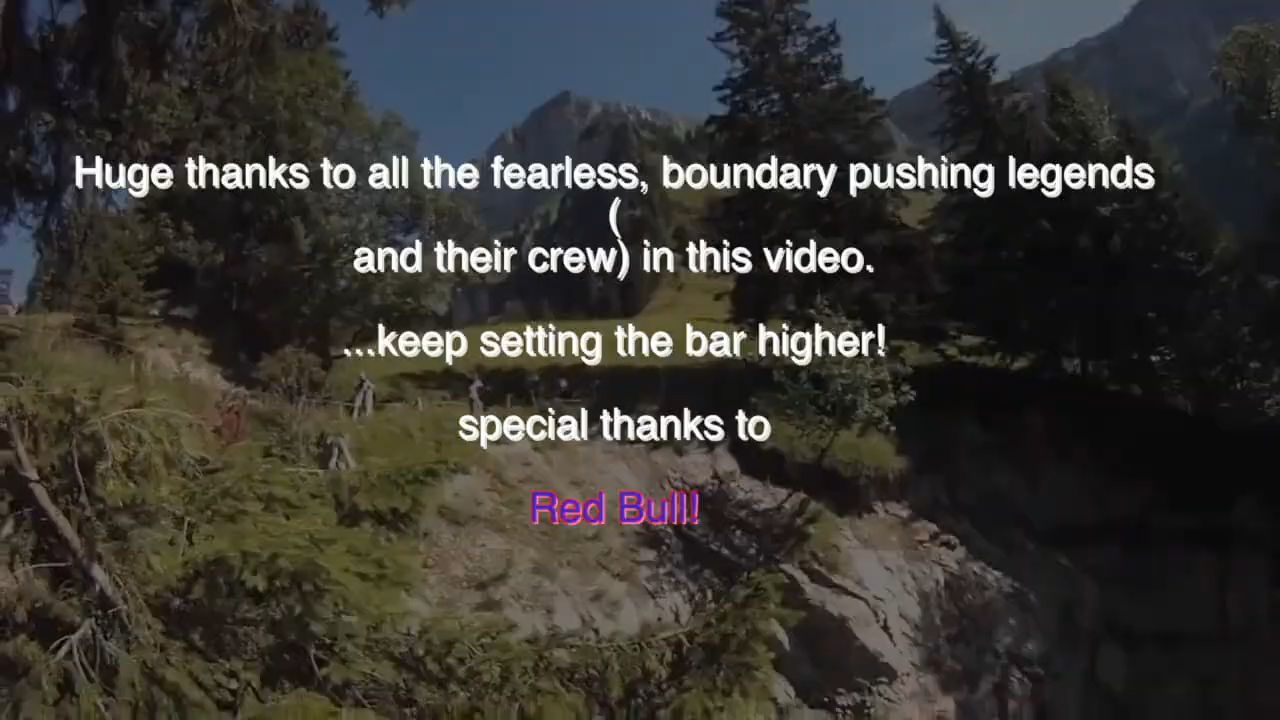 Huge thanks to all the fearless, boundary pushing legends
(
and their crew) in this video.
...keep setting the bar higher!
special thanks to
Red Bull!